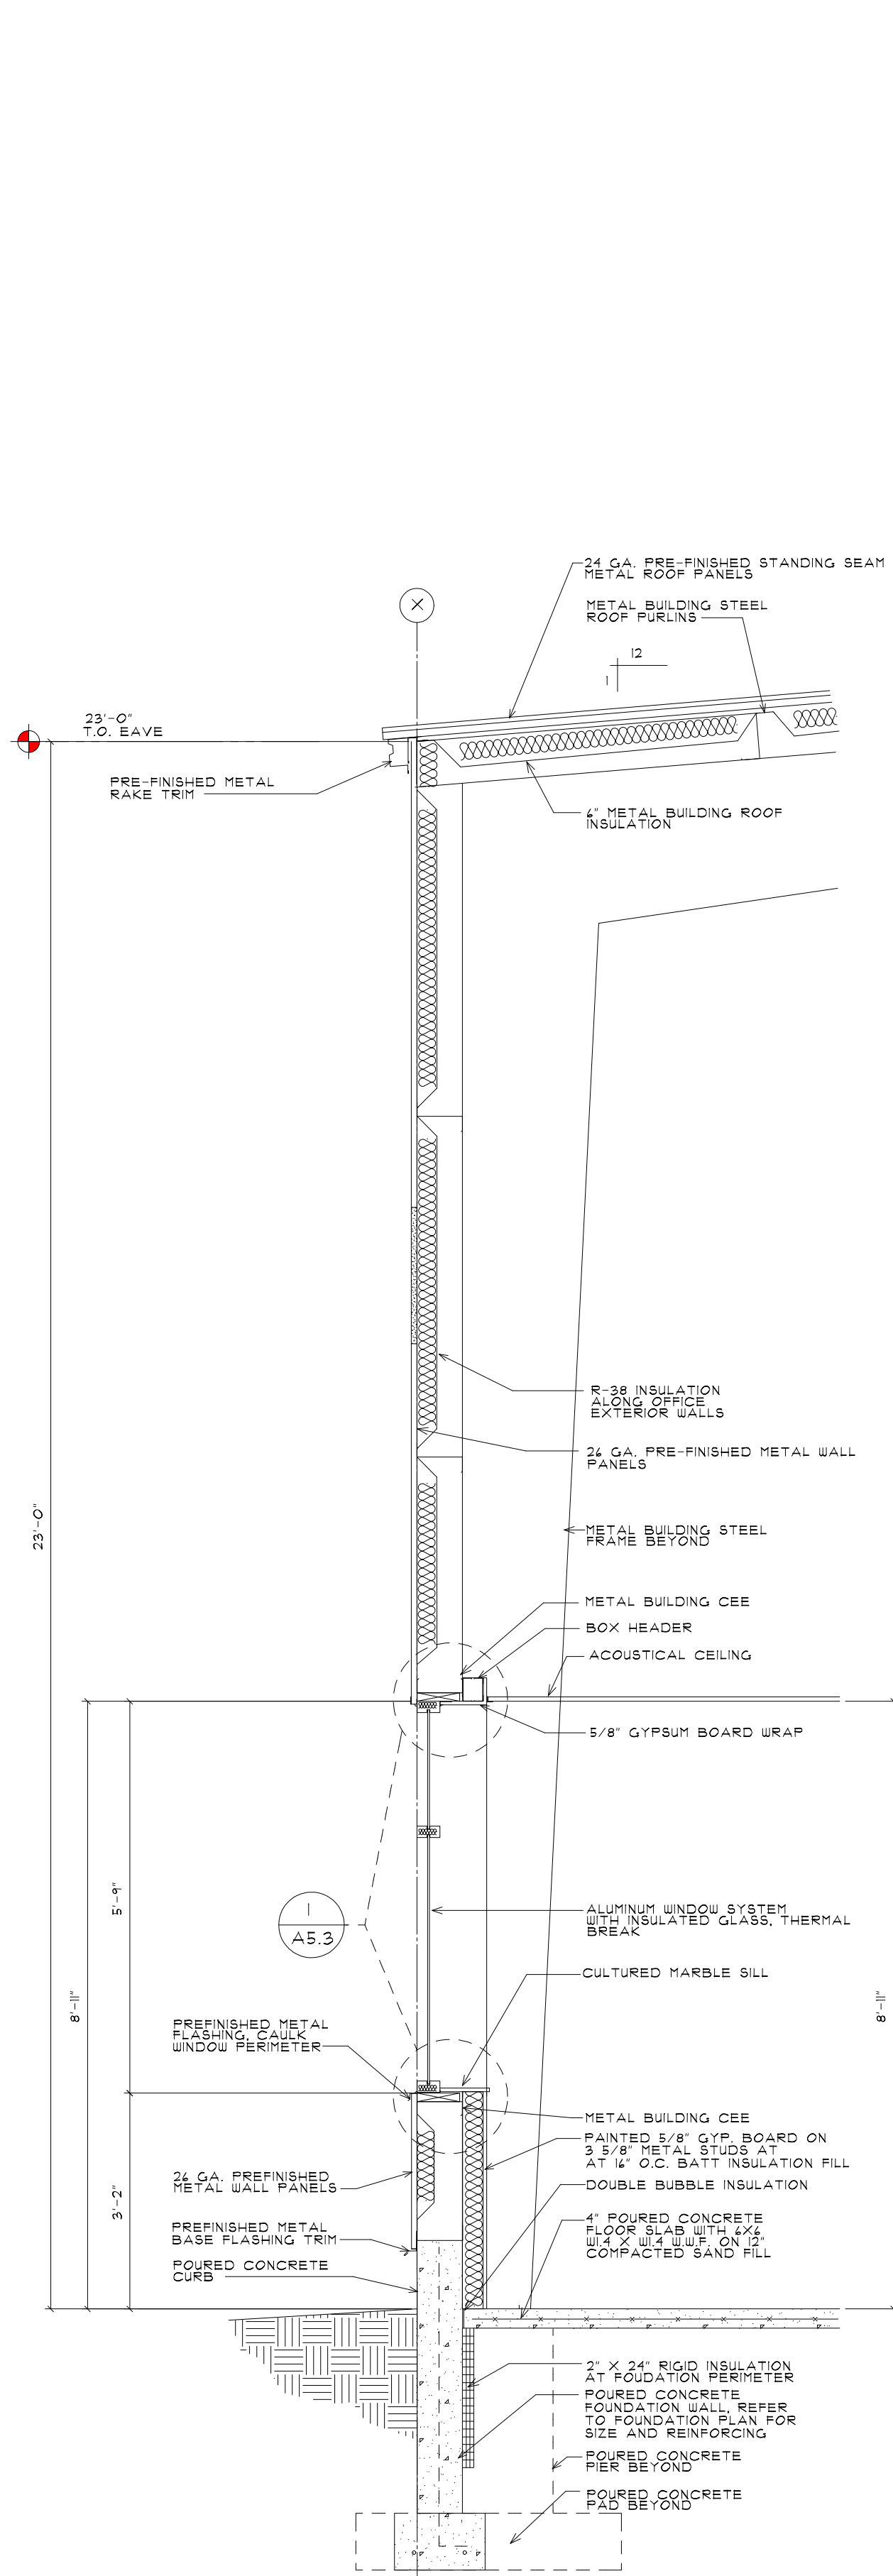 24 GA. PRE-FINISHED STANDING SEAM
METAL ROOF PANELS
X
METAL BUILDING STEEL
ROOF PURLINS
12
1
23'-0"
T.O. EAVE
PRE-FINISHED METAL
RAKE TRIM
6" METAL BUILDING ROOF
INSULATION
R-38 INSULATION
ALONG OFFICE
EXTERIOR WALLS
26 GA. PRE-FINISHED METAL WALL
PANELS
23'-0"
METAL BUILDING STEEL
FRAME BEYOND
METAL BUILDING CEE
BOX HEADER
ACOUSTICAL CEILING
5/8" GYPSUM BOARD WRAP
5'-9"
1
A5.3
ALUMINUM WINDOW SYSTEM
WITH INSULATED GLASS, THERMAL
BREAK
CULTURED MARBLE SILL
8'-11"
8'-11"
PREFINISHED METAL
FLASHING, CAULK
WINDOW PERIMETER
METAL BUILDING CEE
PAINTED 5/8" GYP. BOARD ON
3 5/8" METAL STUDS AT
AT 16" O.C. BATT INSULATION FILL
26 GA. PREFINISHED
METAL WALL PANELS
DOUBLE BUBBLE INSULATION
3'-2"
PREFINISHED METAL
BASE FLASHING TRIM
4" POURED CONCRETE
FLOOR SLAB WITH 6X6
W1.4 X W1.4 W.W.F. ON 12"
COMPACTED SAND FILL
POURED CONCRETE
CURB
2" X 24" RIGID INSULATION
AT FOUDATION PERIMETER
POURED CONCRETE
FOUNDATION WALL, REFER
TO FOUNDATION PLAN FOR
SIZE AND REINFORCING
POURED CONCRETE
PIER BEYOND
POURED CONCRETE
PAD BEYOND